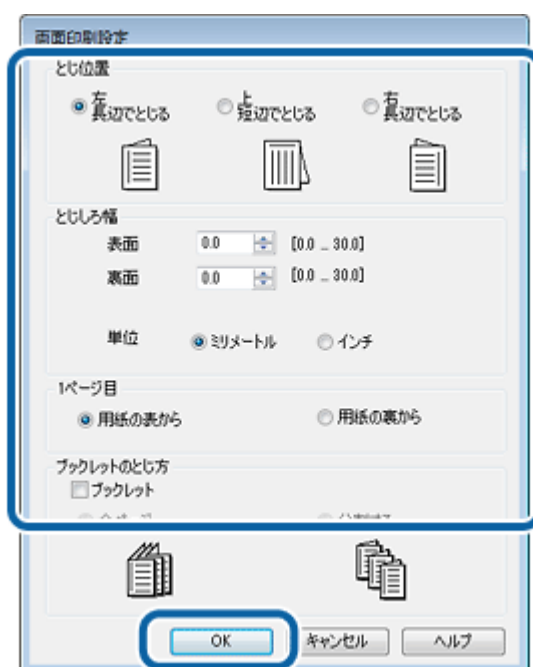 両面印刷設定
とじ位置
左
長辺でとじる
上
短辺でとじる
右
長辺でとじる
とじしろ幅
表面 0.0 [0.0 ... 30.0]
裏面 0.0 [0.0 ... 30.0]
単位 ミリメートル インチ
1ページ目
用紙の表から 用紙の裏から
ブックレットのとじ方
ブックレット
OK キャンセル ヘルプ